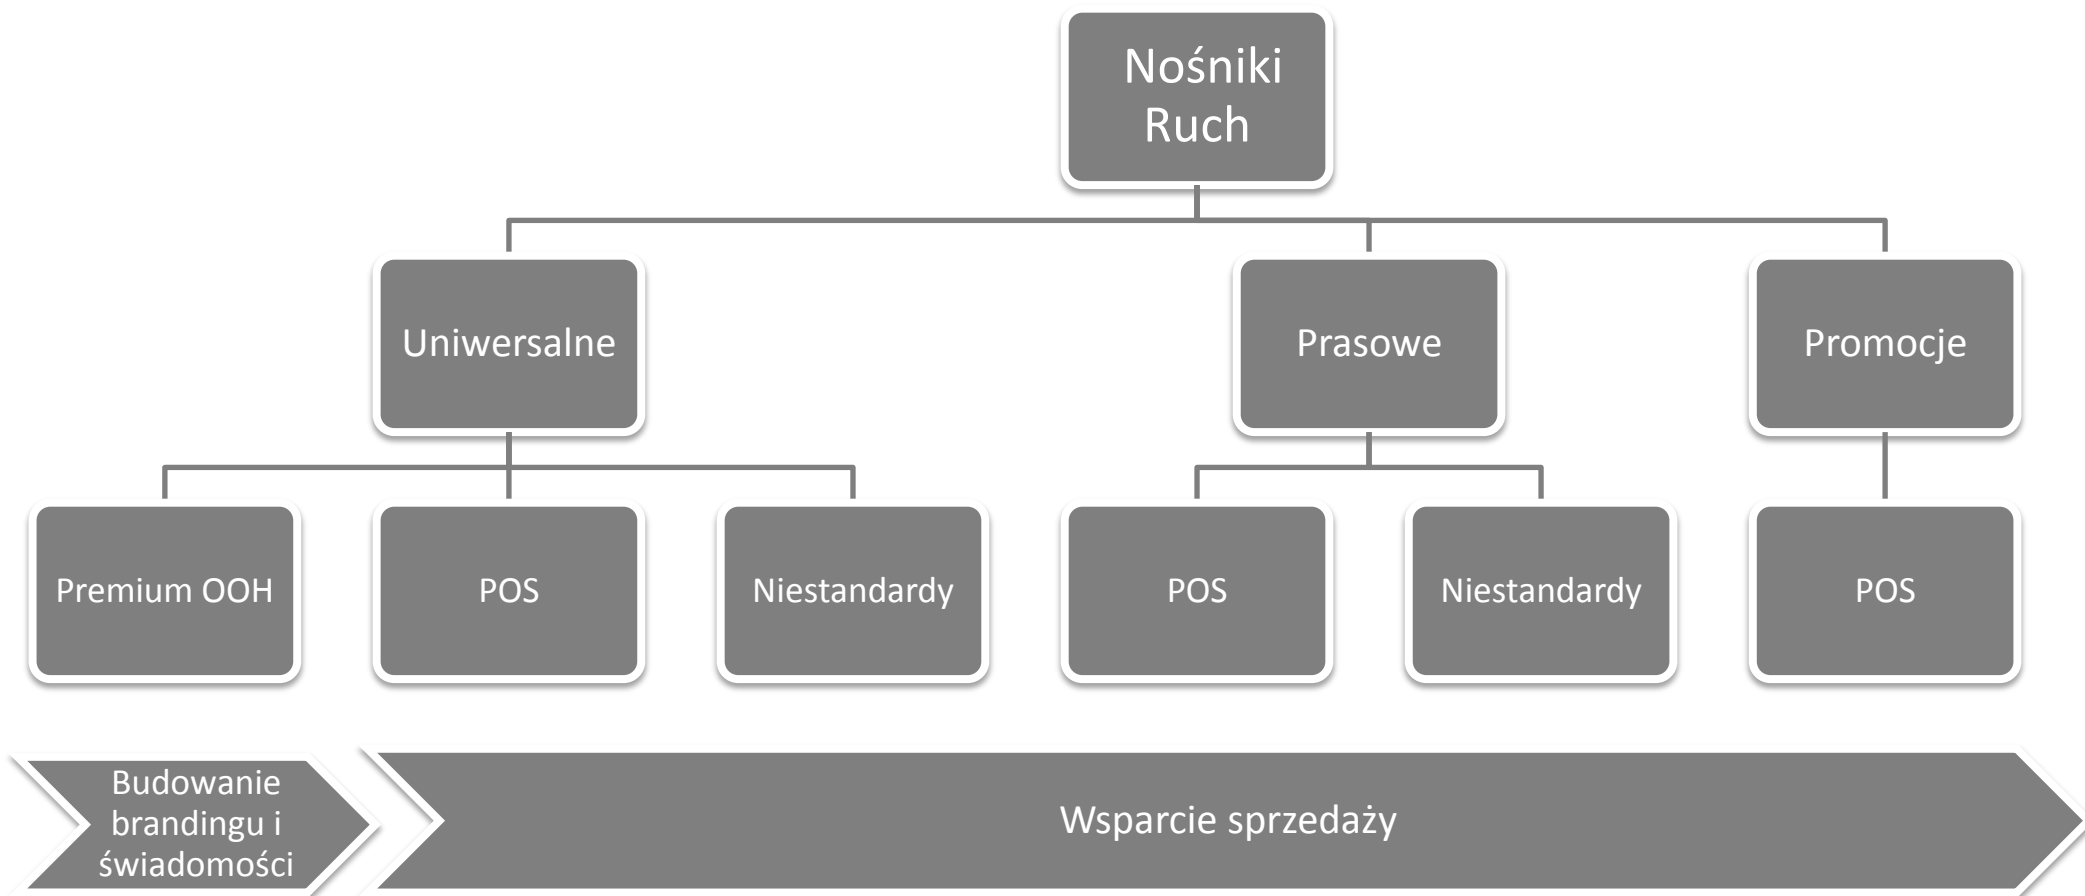 Nośniki
Ruch
Uniwersalne
Prasowe
Promocje
Premium OOH
POS
Niestandardy
POS
Niestandardy
POS
Budowanie
brandingu i
świadomości
Wsparcie sprzedaży